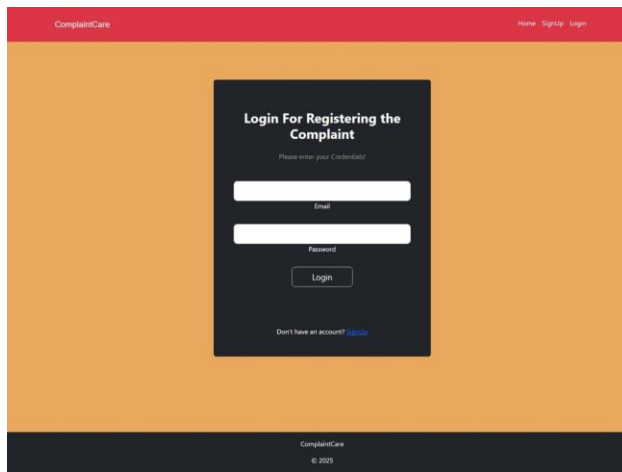 ComplaintCare
Home SignUp Login
Login For Registering the
Complaint
Please enter your Credentials!
Email
Password
Login
Don't have an account? SignUp
ComplaintCare
© 2025